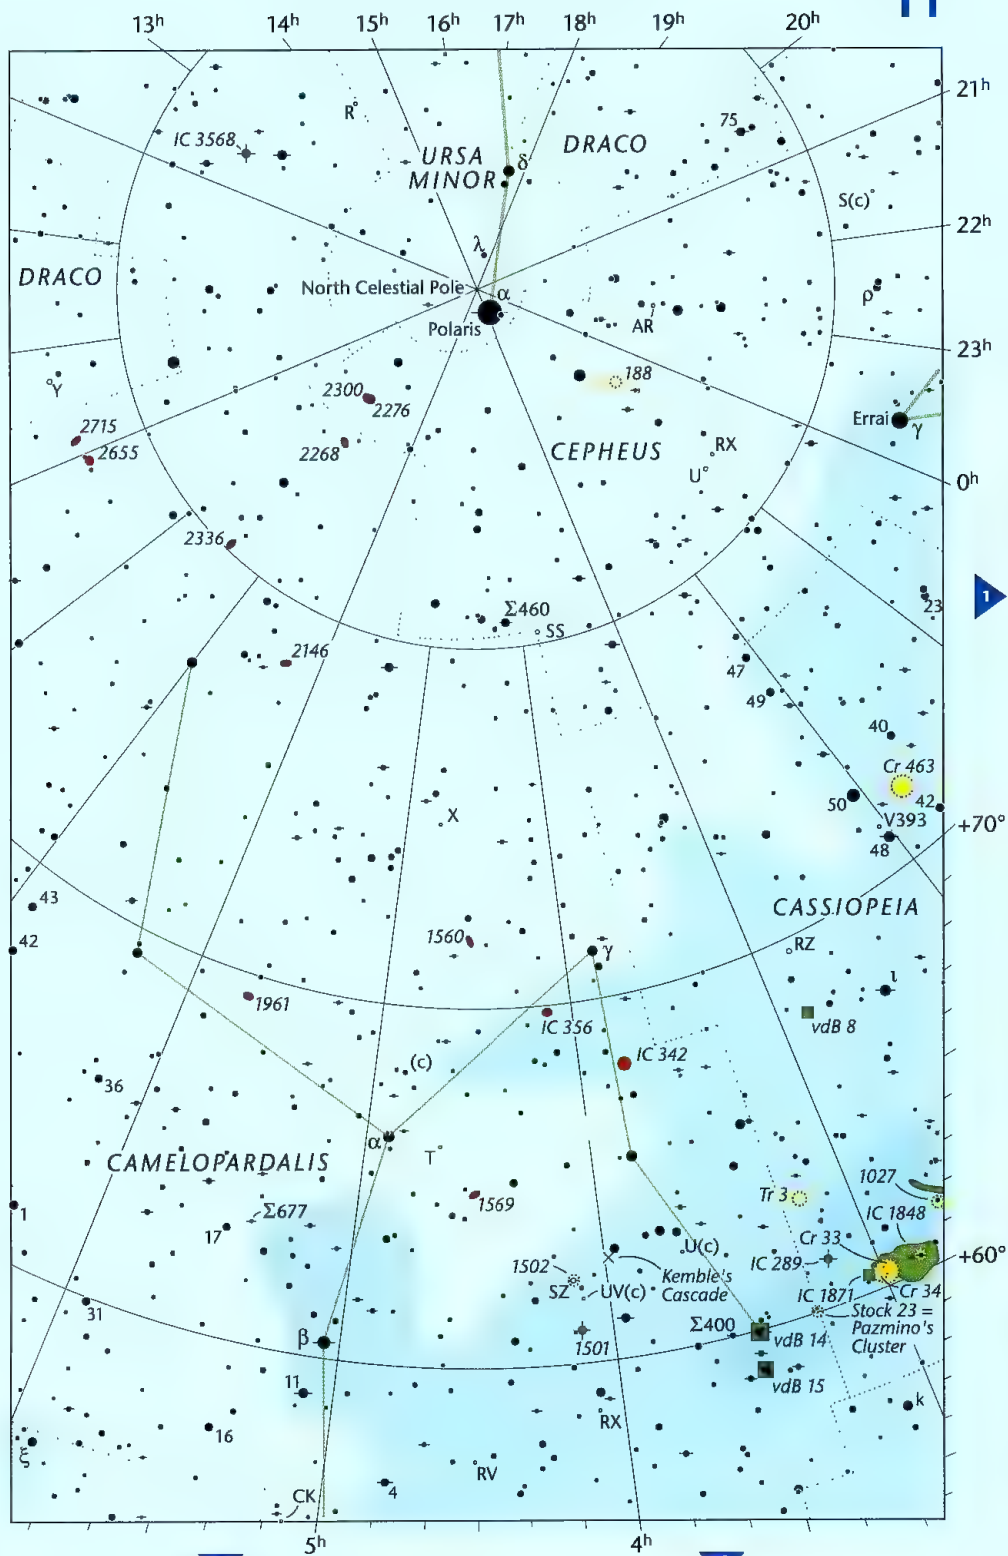 11
13h 14h 15h 16h 17h 18h 19h 20h
21h
R
75
IC 3568
URSA
MINOR
DRACO
δ
S(c)
22h
λ
DRACO
North Celestial Pole
α
ρ
Polaris
AR
23h
Y
2300
2276
188
Errai
γ
2715
2655
2268
CEPHEUS
RX
U
0h
2336
1
23
Σ460
SS
2146
47
49
40
Cr 463
50
42
X
V393
48
+70°
43
42
CASSIOPEIA
1560
γ
RZ
ι
1961
IC 356
vdB 8
IC 342
(c)
36
α
T
CAMELOPARDALIS
1027
1569
Tr 3
IC 1848
1
Σ677
17
Cr 33
U(c)
IC 289
+60°
1502
Kemble's
Cascade
SZ
UV(c)
IC 1871
Cr 34
31
Stock 23 =
Pazmino's
Cluster
Σ400
β
1501
vdB 14
vdB 15
11
k
RX
16
ξ
RV
4
CK
5h 4h